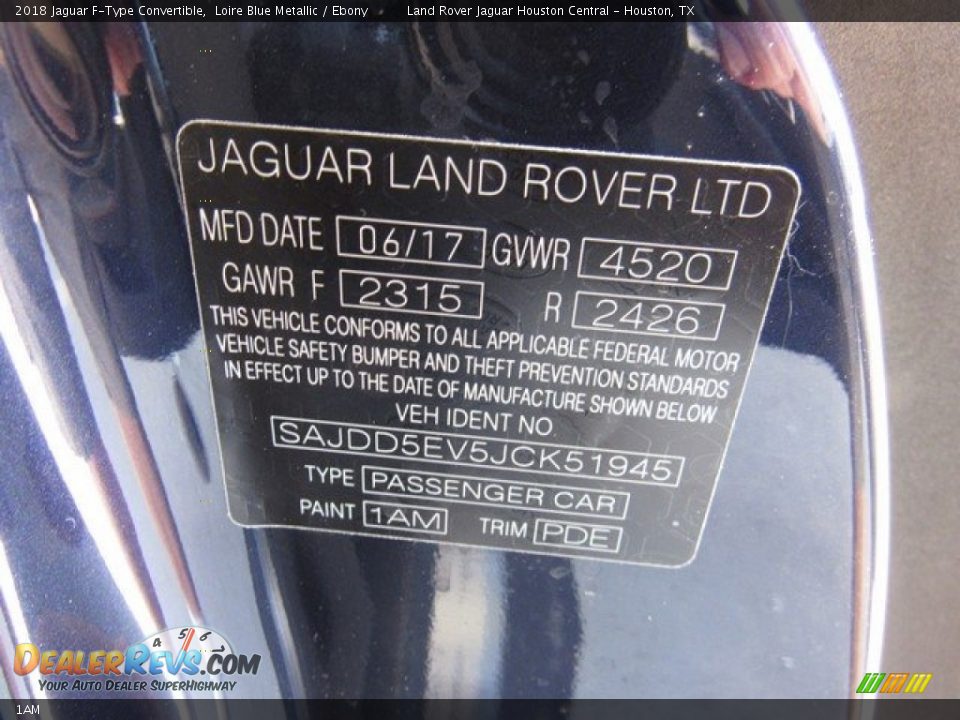 2018 Jaguar F-Type Convertible, Loire Blue Metallic / Ebony Land Rover Jaguar Houston Central - Houston, TX
JAGUAR LAND ROVER LTD
MFD DATE 06/17 GVWR 4520
GAWR F 2315 R 2426
THIS VEHICLE CONFORMS TO ALL APPLICABLE FEDERAL MOTOR
VEHICLE SAFETY BUMPER AND THEFT PREVENTION STANDARDS
IN EFFECT UP TO THE DATE OF MANUFACTURE SHOWN BELOW
VEH IDENT NO.
SAJDD5EV5JCK51945
TYPE PASSENGER CAR
PAINT 1AM TRIM PDE
4 5 6
DEALERREVS.COM
YOUR AUTO DEALER SUPERHIGHWAY
1AM